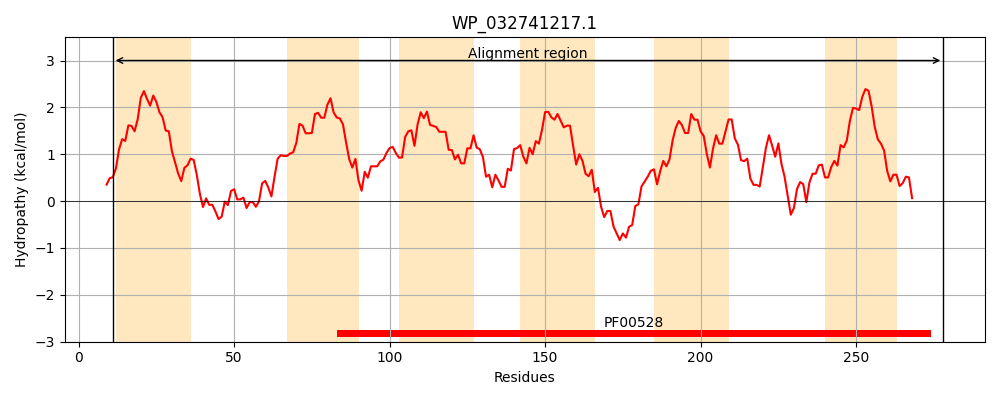 WP_032741217.1
Alignment region
Hydropathy (kcal/mol)
3
2
1
0
−1
−2
−3
PF00528
0 50 100 150 200 250
Residues